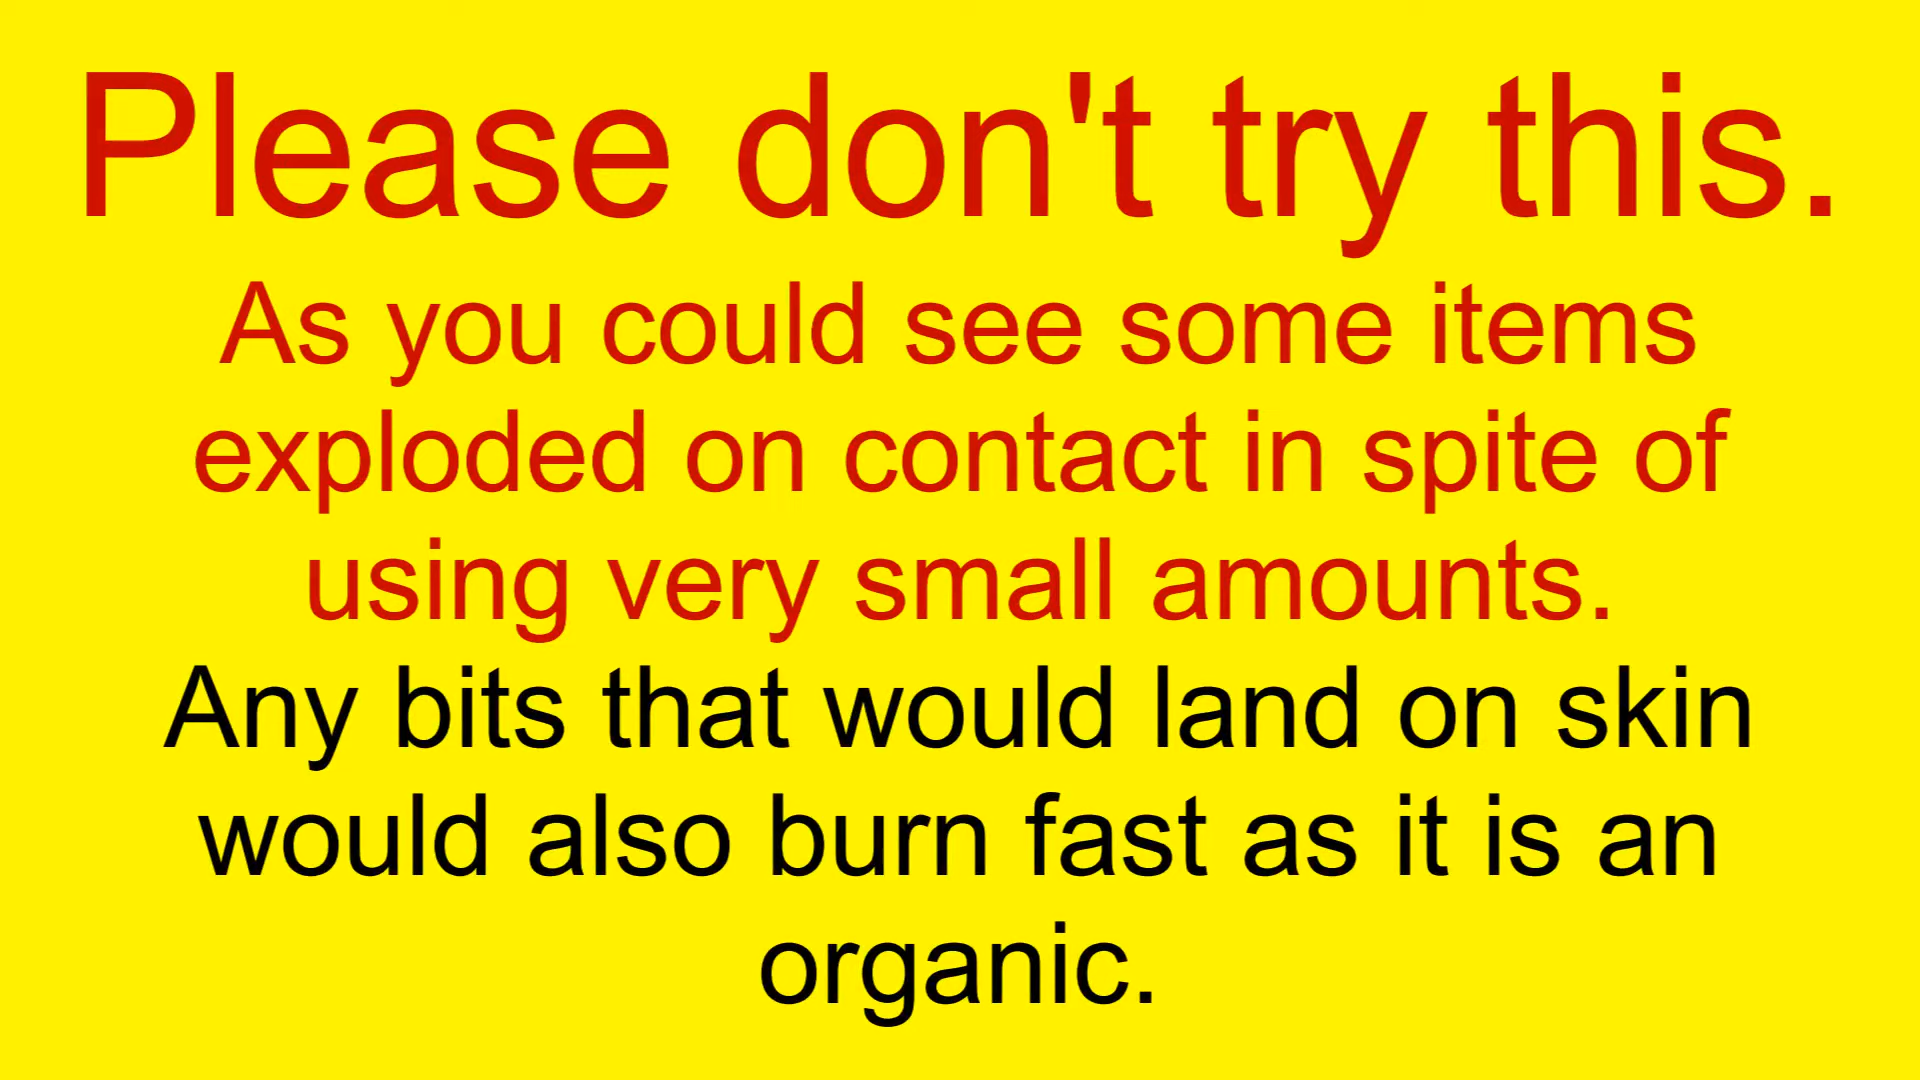 Please don't try this.
As you could see some items
exploded on contact in spite of
using very small amounts.
Any bits that would land on skin
would also burn fast as it is an
organic.